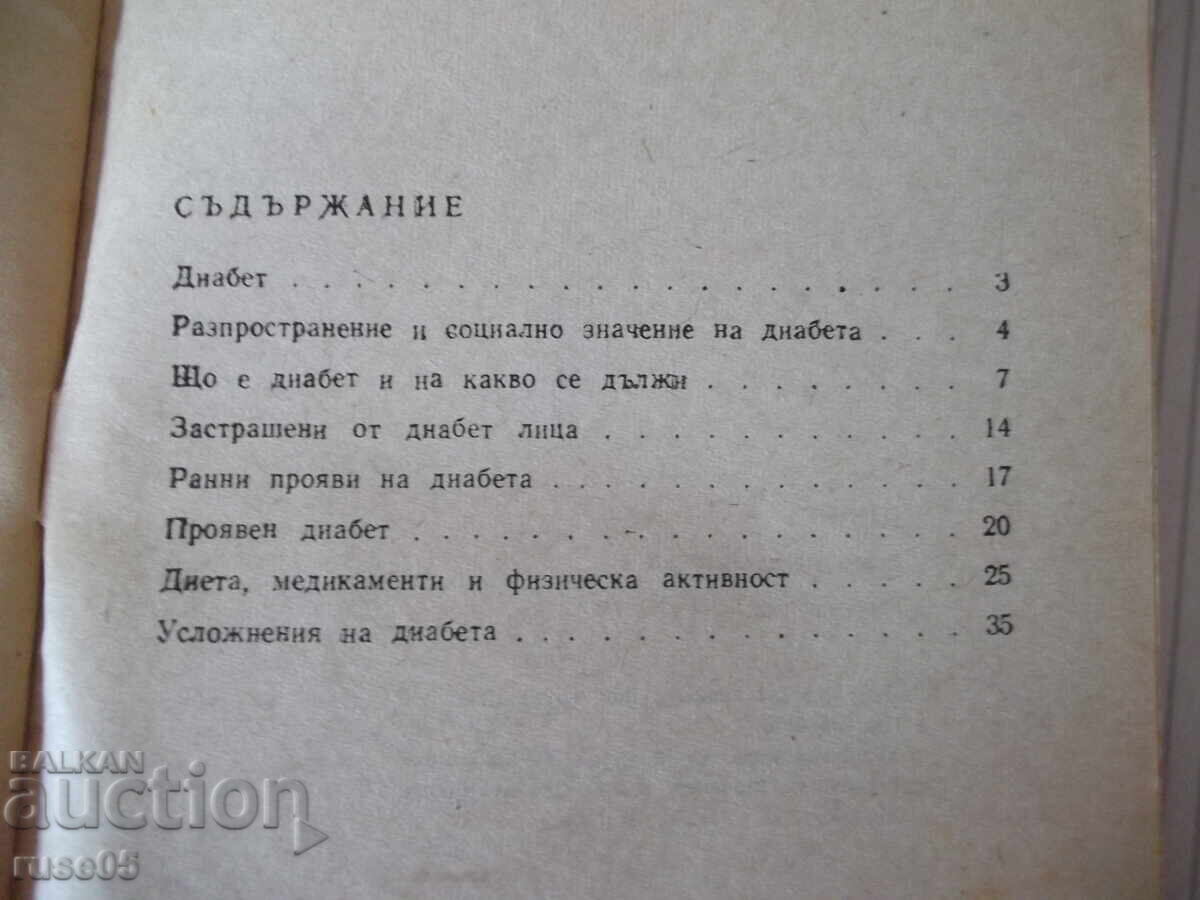 СЪДЪРЖАНИЕ
Диабет . . . . . . . . . . . . . . . . . . . . 3
Разпространение и социално значение на диабета . . . 4
Що е диабет и на какво се дължи . . . . . . . . 7
Застрашени от диабет лица . . . . . . . . . . . 14
Ранни прояви на диабета . . . . . . . . . . . . 17
Проявен диабет . . . . . . . . . . . . . . . . 20
Диета, медикаменти и физическа активност . . . . . 25
Усложнения на диабета . . . . . . . . . . . . . 35
BALKAN
auction
ruse05